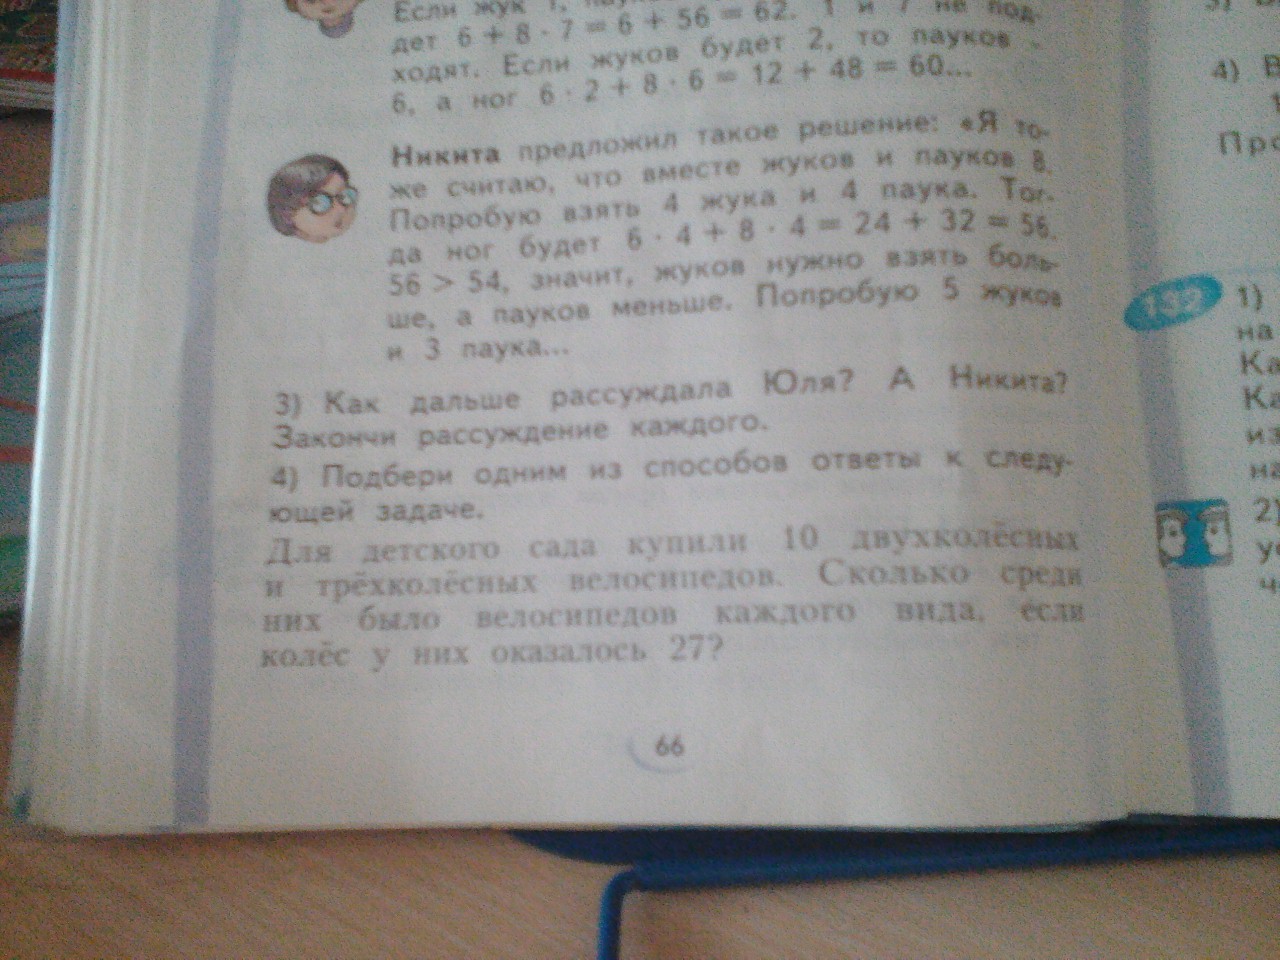 Если жук 1,
дет 6 + 8 · 7 = 6 + 56 = 62. 1 и 7 не под-
ходят. Если жуков будет 2, то пауков -
6, а ног 6 · 2 + 8 · 6 = 12 + 48 = 60...
Никита предложил такое решение: «Я то-
же считаю, что вместе жуков и пауков 8.
Попробую взять 4 жука и 4 паука. Тог-
да ног будет 6 · 4 + 8 · 4 = 24 + 32 = 56.
56 > 54, значит, жуков нужно взять боль-
ше, а пауков меньше. Попробую 5 жуков
и 3 паука...
3) Как дальше рассуждала Юля? А Никита?
Закончи рассуждение каждого.
4) Подбери одним из способов ответы к следу-
ющей задаче.
Для детского сада купили 10 двухколёсных
и трёхколёсных велосипедов. Сколько среди
них было велосипедов каждого вида, если
колёс у них оказалось 27?
66
4) В
Про
132 1)
на
Ка
Ка
из
на
2)
ус
ч